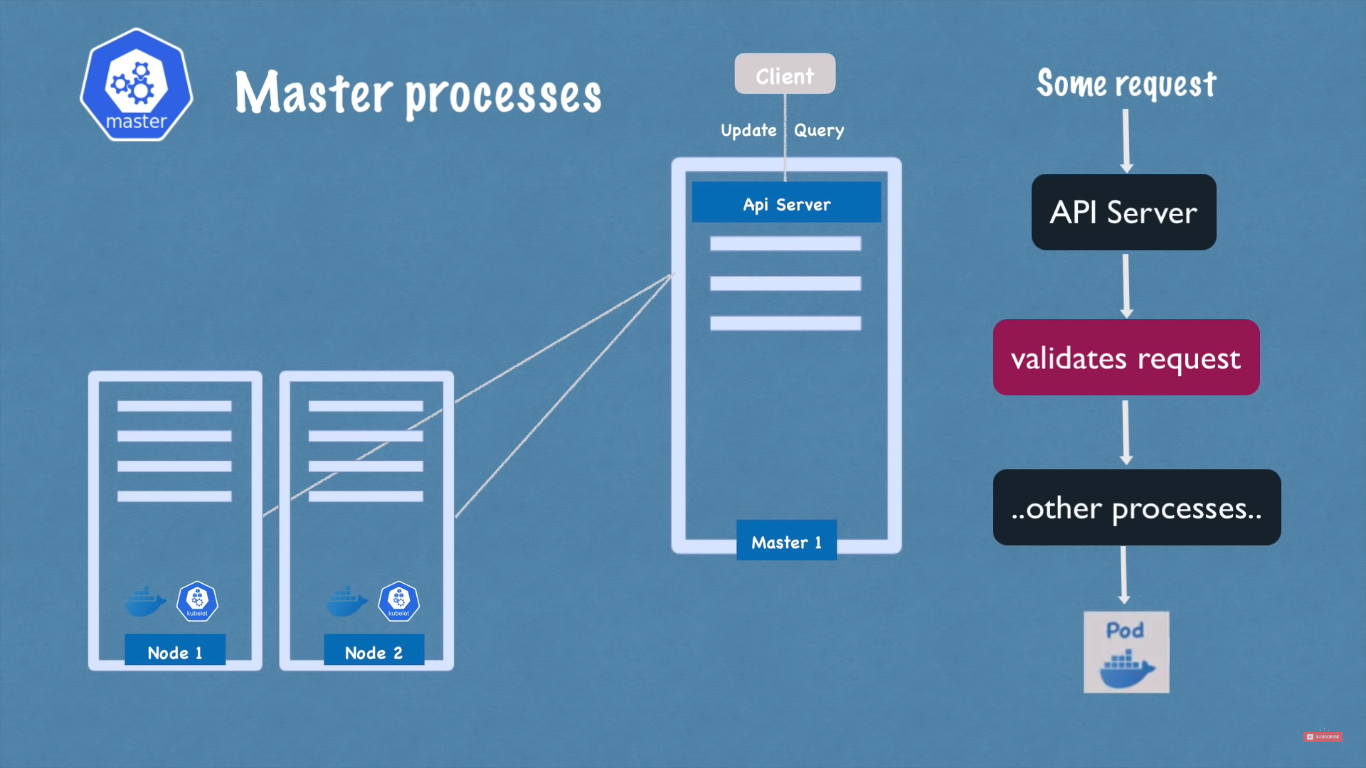 master
Master processes
Client
Update Query
Api Server
Master 1
kubelet
Node 1
kubelet
Node 2
Some request
API Server
validates request
..other processes..
Pod
SUBSCRIBE